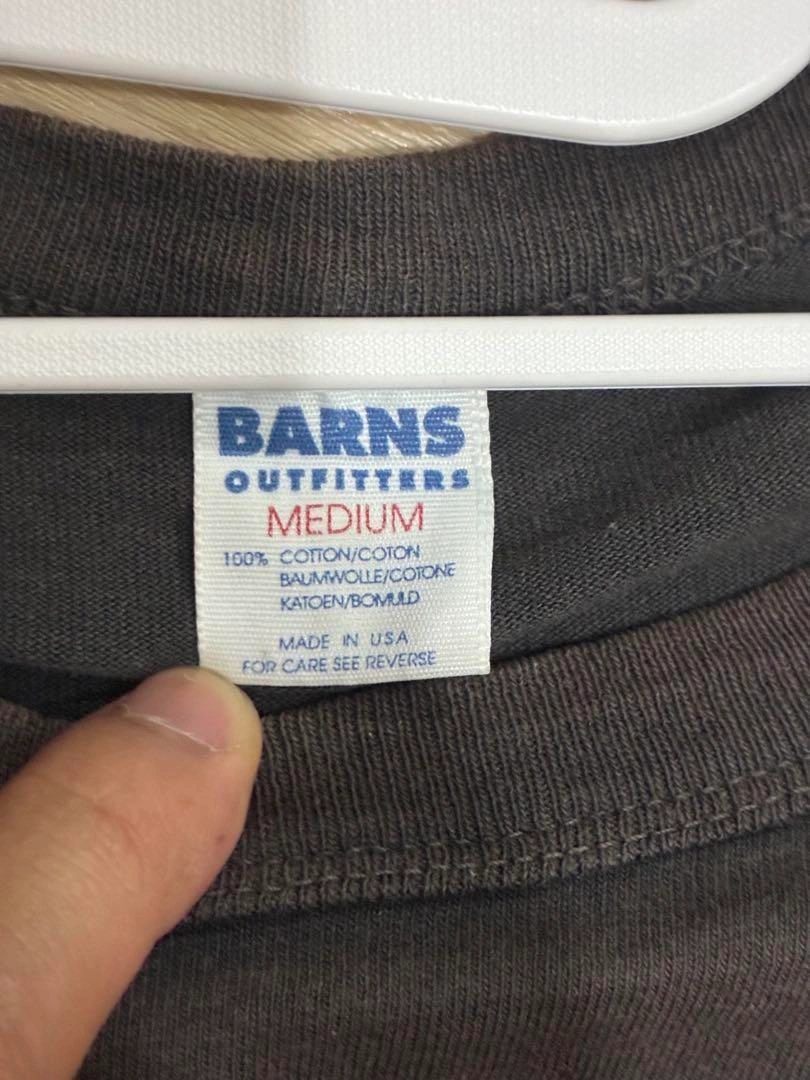 BARNS
OUTFITTERS
MEDIUM
100% COTTON/COTON
BAUMWOLLE/COTONE
KATOEN/BOMULD
MADE IN USA
FOR CARE SEE REVERSE